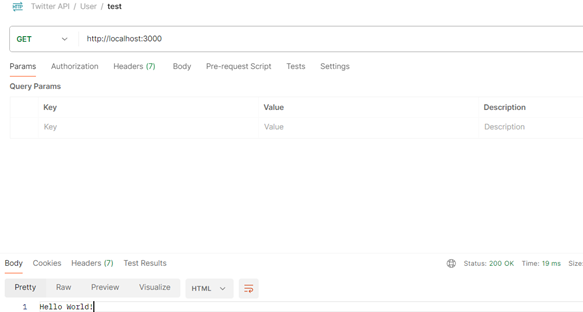 HTTP Twitter API / User / test
GET http://localhost:3000
Params Authorization Headers (7) Body Pre-request Script Tests Settings
Query Params
Key Value Description
Key Value Description
Body Cookies Headers (7) Test Results Status: 200 OK Time: 19 ms Size:
Pretty Raw Preview Visualize HTML
1 Hello World!